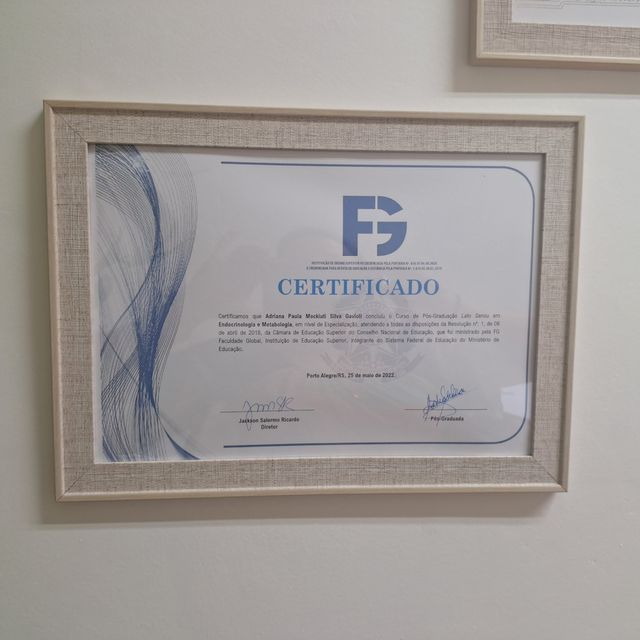 FG
CERTIFICADO
Certificamos que Adriana Paula Mockiuti Silva Gavioli concluiu o Curso de Pós-Graduação Lato Sensu em
Endocrinologia e Metabologia, em nível de Especialização, atendendo a todas as disposições da Resolução nº. 1, de 06
de abril de 2018, da Câmara de Educação Superior do Conselho Nacional de Educação, que foi ministrado pela FG
Faculdade Global, Instituição de Educação Superior, integrante do Sistema Federal de Educação do Ministério de
Educação.
Porto Alegre/RS, 25 de maio de 2022.
Jackson Salermo Ricardo
Diretor
Pós-Graduada